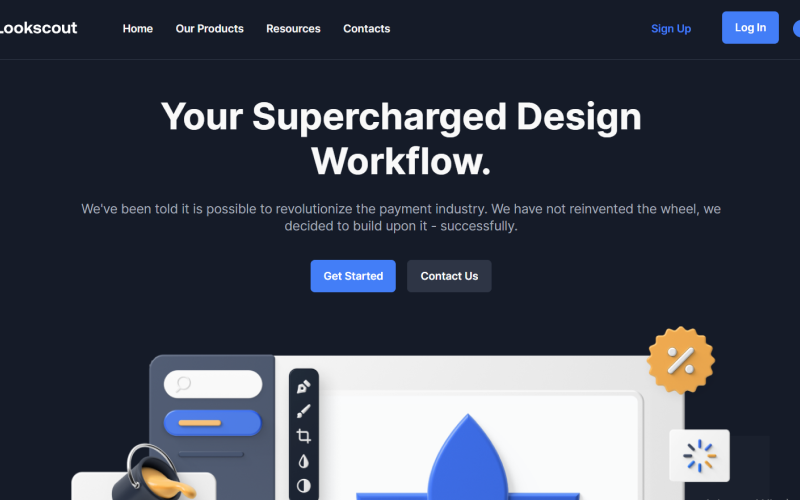 Lookscout
Home
Our Products
Resources
Contacts
Sign Up
Log In
Your Supercharged Design
Workflow.
We've been told it is possible to revolutionize the payment industry. We have not reinvented the wheel, we
decided to build upon it - successfully.
Get Started
Contact Us
%